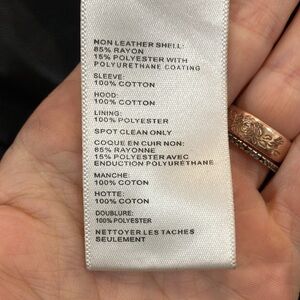 NON LEATHER SHELL:
85% RAYON
15% POLYESTER WITH
POLYURETHANE COATING
SLEEVE:
100% COTTON
HOOD:
100% COTTON
LINING:
100% POLYESTER
SPOT CLEAN ONLY
COQUE EN CUIR NON:
85% RAYONNE
15% POLYESTER AVEC
ENDUCTION POLYURETHANE
MANCHE:
100% COTON
HOTTE:
100% COTON
DOUBLURE:
100% POLYESTER
NETTOYER LES TACHES
SEULEMENT